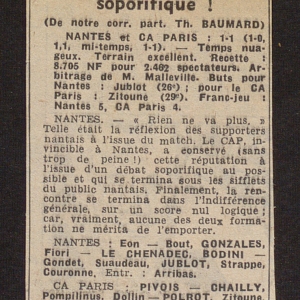 soporifique !
(De notre corr. part. Th. BAUMARD)
NANTES et CA PARIS : 1-1 (1-0,
1,1, mi-temps, 1-1). — Temps nua-
geux. Terrain excellent. Recette :
8.705 NF pour 2.402 spectateurs. Ar-
bitrage de M. Malleville. Buts pour
Nantes : Jublot (26e) ; pour le CA
Paris : Zitoune (29e). Franc-jeu
Nantes 5, CA Paris 4.
NANTES. — « Rien ne va plus. »
Telle était la réflexion des supporters
nantais à l'issue du match. Le CAP, in-
vincible à Nantes, a conservé (sans
trop de peine !) cette réputation à
l'issue d'un débat soporifique au pos-
sible et qui se termina sous les sifflets
du public nantais. Finalement, la ren-
contre se termina dans l'indifférence
générale, sur un score nul logique ;
car, vraiment, aucune des deux forma-
tion ne mérita de l'emporter.
NANTES : Eon — Bout, GONZALES,
Fiori — LE CHENADEC, BODINI —
Gondet, Suaudeau, JUBLOT, Strappe,
Couronne, Entr. : Arribas.
CA PARIS : PIVOIS — CHAILLY,
Pompilinus, Dollin — POLROT, Zitoune